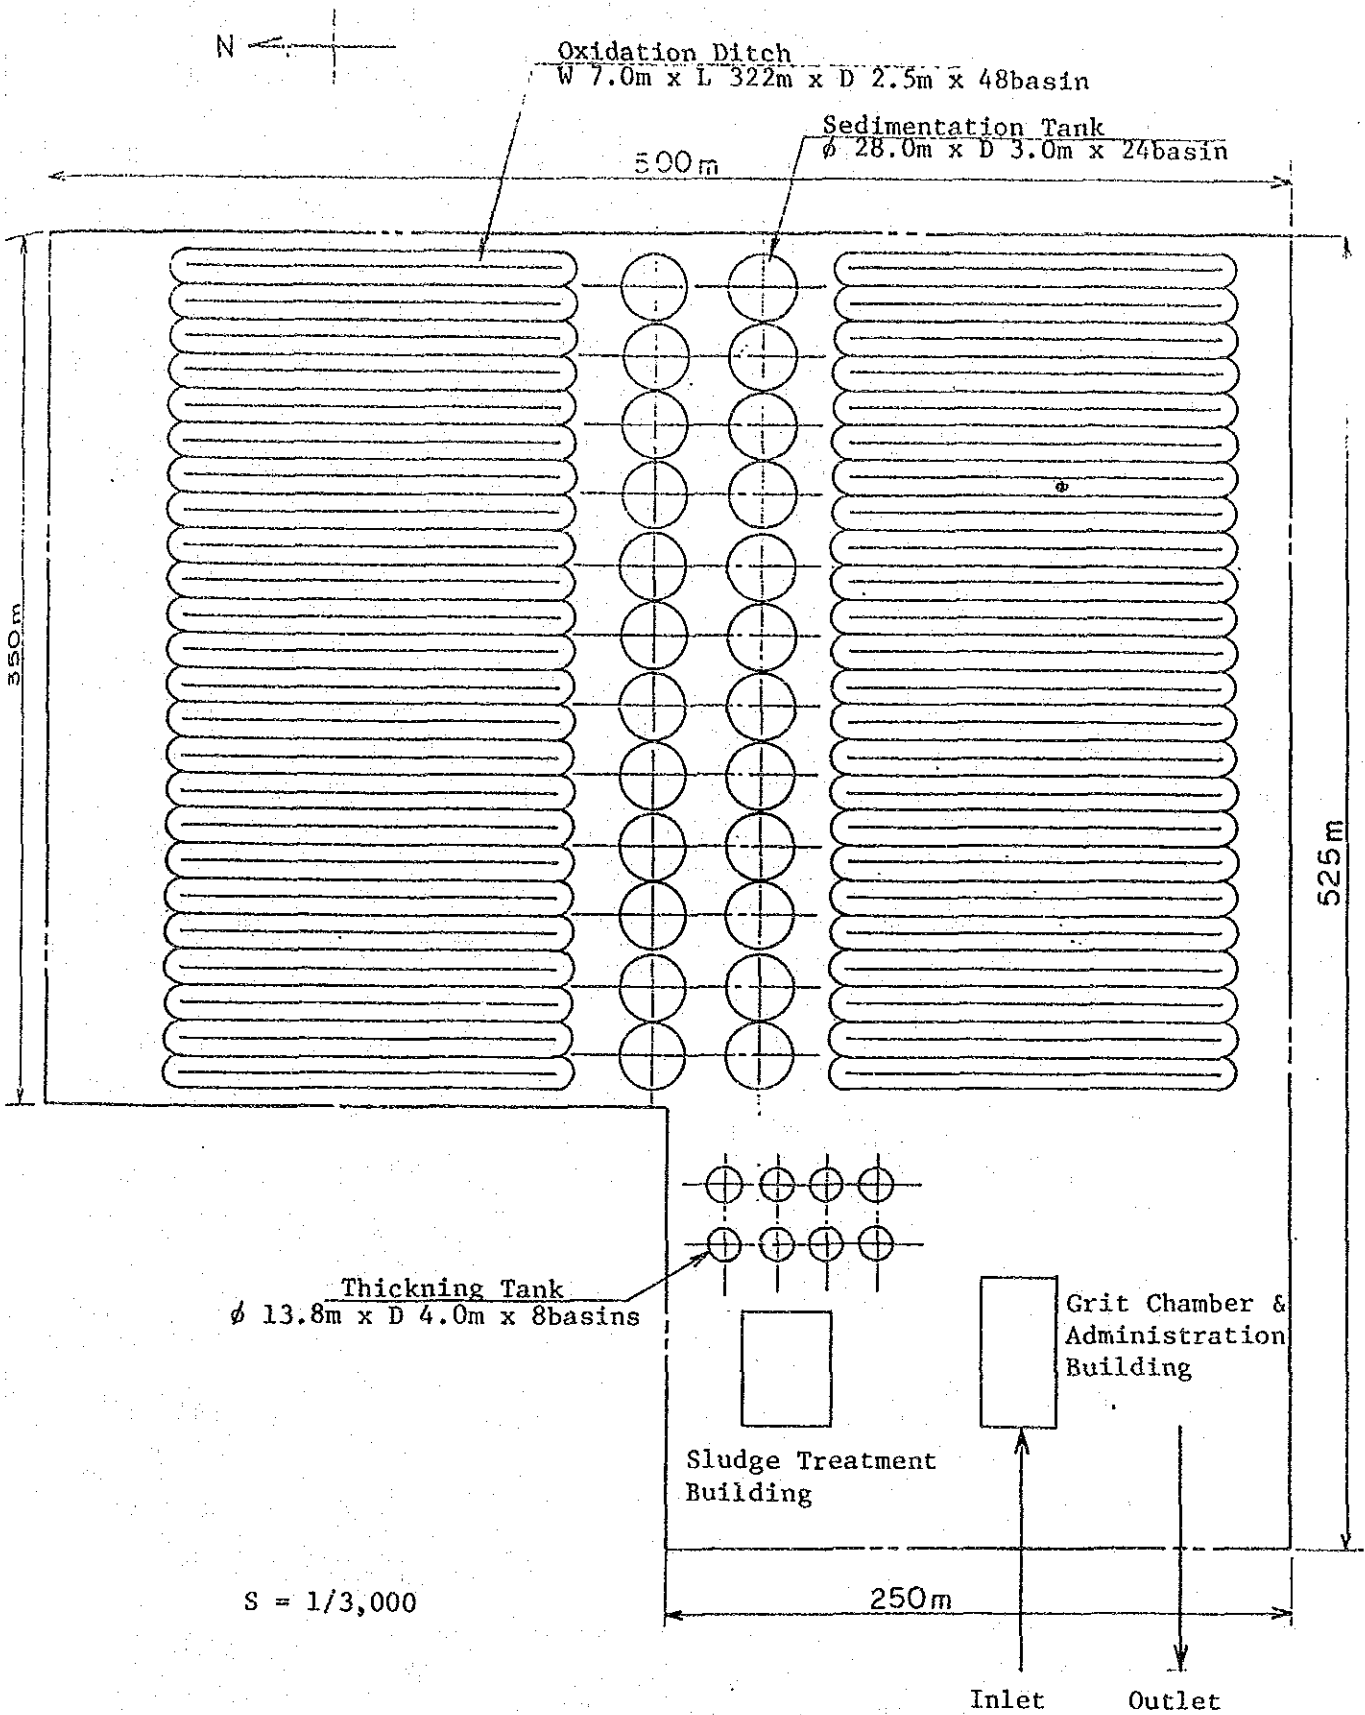 N
Oxidation Ditch
W 7.0m x L 322m x D 2.5m x 48basin
Sedimentation Tank
ϕ 28.0m x D 3.0m x 24basin
500m
350m
525m
Thickning Tank
ϕ 13.8m x D 4.0m x 8basins
Grit Chamber &
Administration
Building
Sludge Treatment
Building
S = 1/3,000
250m
Inlet
Outlet